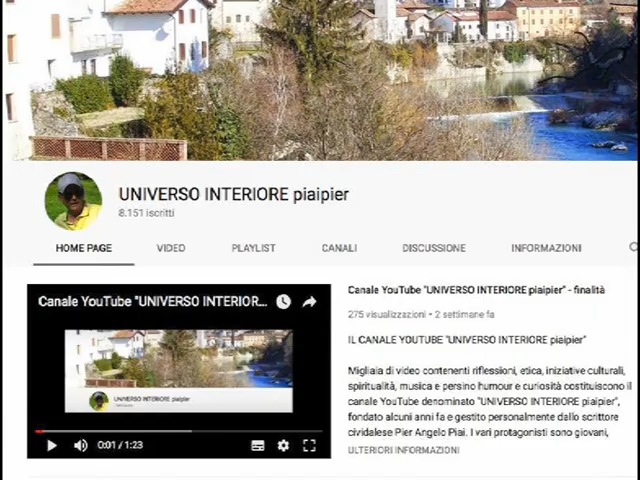 UNIVERSO INTERIORE piaipier
8.151 iscritti
HOME PAGE VIDEO PLAYLIST CANALI DISCUSSIONE INFORMAZIONI
Canale YouTube "UNIVERSO INTERIOR...
UNIVERSO INTERIORE piaipier
0:01 / 1:23
Canale YouTube "UNIVERSO INTERIORE piaipier" - finalità
275 visualizzazioni • 2 settimane fa
IL CANALE YOUTUBE "UNIVERSO INTERIORE piaipier"
Migliaia di video contenenti riflessioni, etica, iniziative culturali,
spiritualità, musica e persino humour e curiosità costituiscono il
canale YouTube denominato "UNIVERSO INTERIORE piaipier",
fondato alcuni anni fa e gestito personalmente dallo scrittore
cividalese Pier Angelo Piai. I vari protagonisti sono giovani,
ULTERIORI INFORMAZIONI